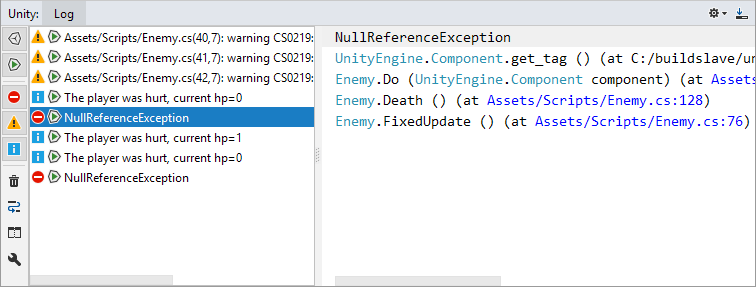 Unity: Log
Assets/Scripts/Enemy.cs(40,7): warning CS0219:
Assets/Scripts/Enemy.cs(41,7): warning CS0219:
Assets/Scripts/Enemy.cs(42,7): warning CS0219:
The player was hurt, current hp=0
NullReferenceException
The player was hurt, current hp=1
The player was hurt, current hp=0
NullReferenceException
NullReferenceException
UnityEngine.Component.get_tag () (at C:/buildslave/un
Enemy.Do (UnityEngine.Component component) (at Assets
Enemy.Death () (at Assets/Scripts/Enemy.cs:128)
Enemy.FixedUpdate () (at Assets/Scripts/Enemy.cs:76)